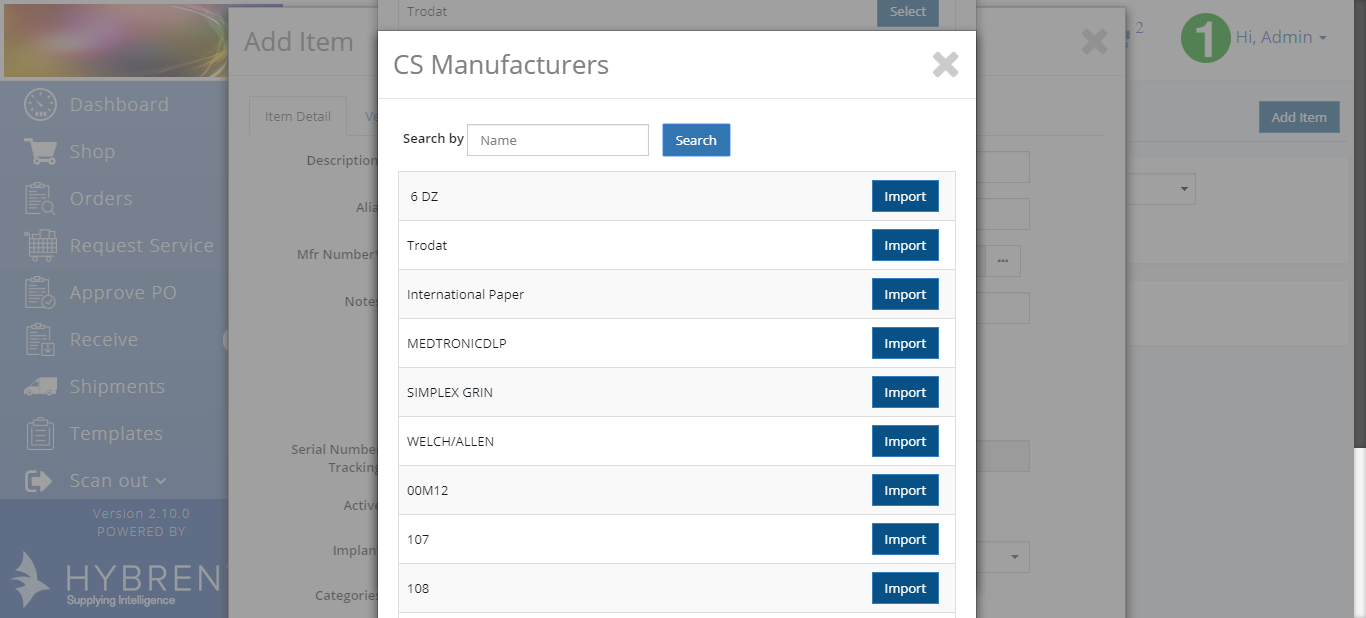 Trodat Select
Add Item
2
1
Hi, Admin
CS Manufacturers
Dashboard
Shop
Orders
Request Service
Approve PO
Receive
Shipments
Templates
Scan out
Version 2.10.0
POWERED BY
HYBRENT
Supplying Intelligence
Item Detail
Ve
Add Item
Description
Alia
Mfr Number*
...
Notes
Serial Number
Tracking
Active
Implant
Categories
Search by Name Search
6 DZ Import
Trodat Import
International Paper Import
MEDTRONICDLP Import
SIMPLEX GRIN Import
WELCH/ALLEN Import
00M12 Import
107 Import
108 Import